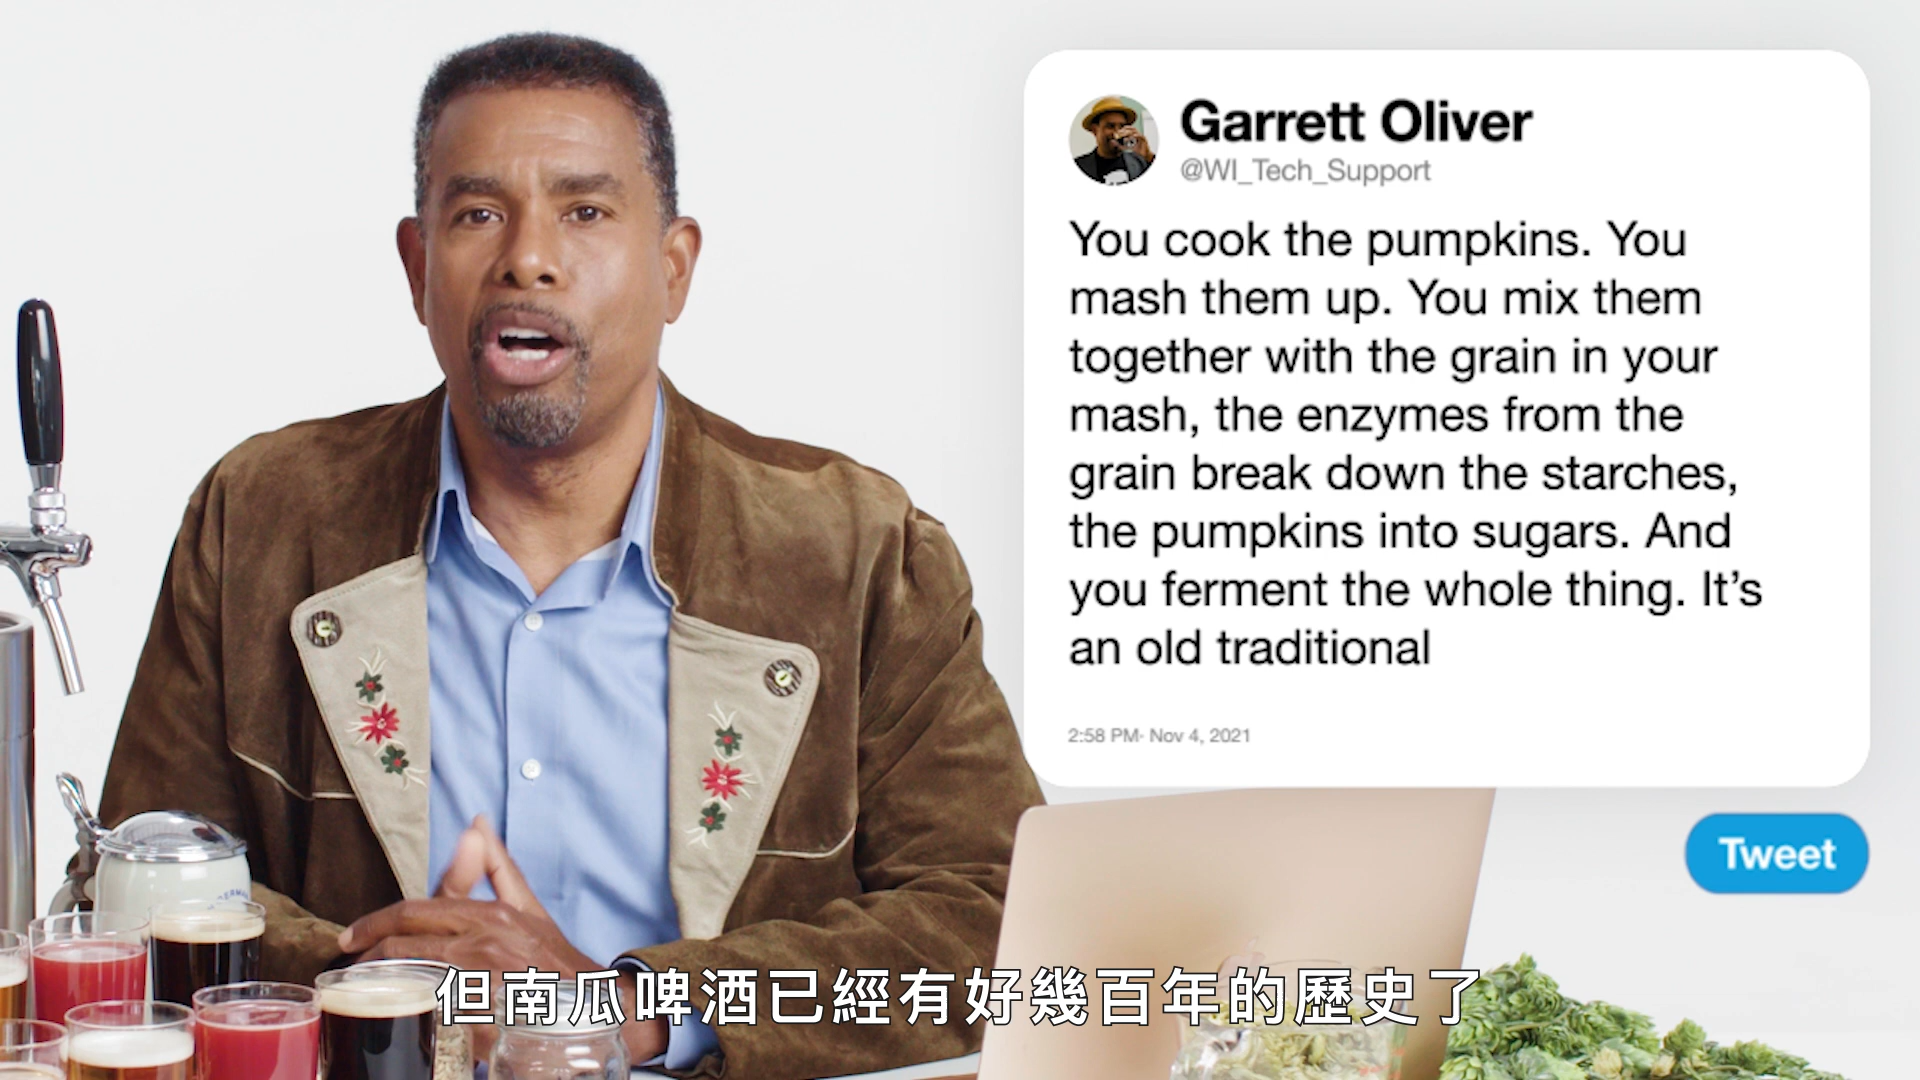 Garrett Oliver
@WI_Tech_Support
You cook the pumpkins. You
mash them up. You mix them
together with the grain in your
mash, the enzymes from the
grain break down the starches,
the pumpkins into sugars. And
you ferment the whole thing. It's
an old traditional
2:58 PM· Nov 4, 2021
Tweet
但南瓜啤酒已經有好幾百年的歷史了